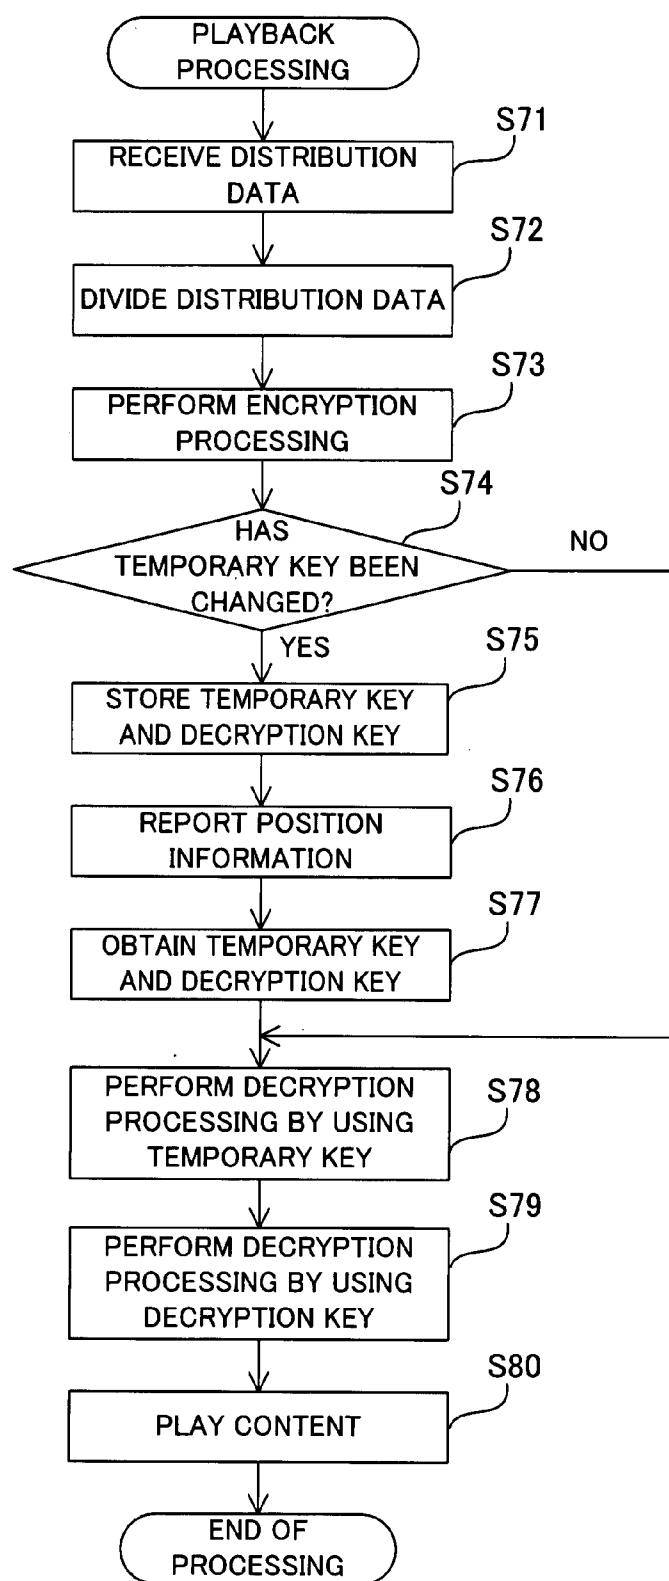 PLAYBACK
PROCESSING
S71
RECEIVE DISTRIBUTION
DATA
S72
DIVIDE DISTRIBUTION DATA
S73
PERFORM ENCRYPTION
PROCESSING
S74
HAS
TEMPORARY KEY BEEN
CHANGED?
NO
YES
S75
STORE TEMPORARY KEY
AND DECRYPTION KEY
S76
REPORT POSITION
INFORMATION
S77
OBTAIN TEMPORARY KEY
AND DECRYPTION KEY
S78
PERFORM DECRYPTION
PROCESSING BY USING
TEMPORARY KEY
S79
PERFORM DECRYPTION
PROCESSING BY USING
DECRYPTION KEY
S80
PLAY CONTENT
END OF
PROCESSING